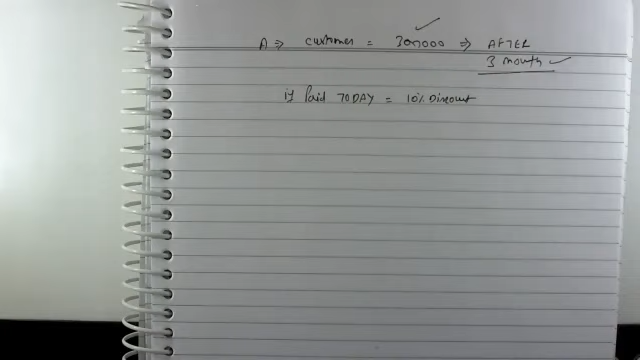 A ⇒ customer = 300000 ⇒ AFTER
3 month
if Paid TODAY = 10% Discount